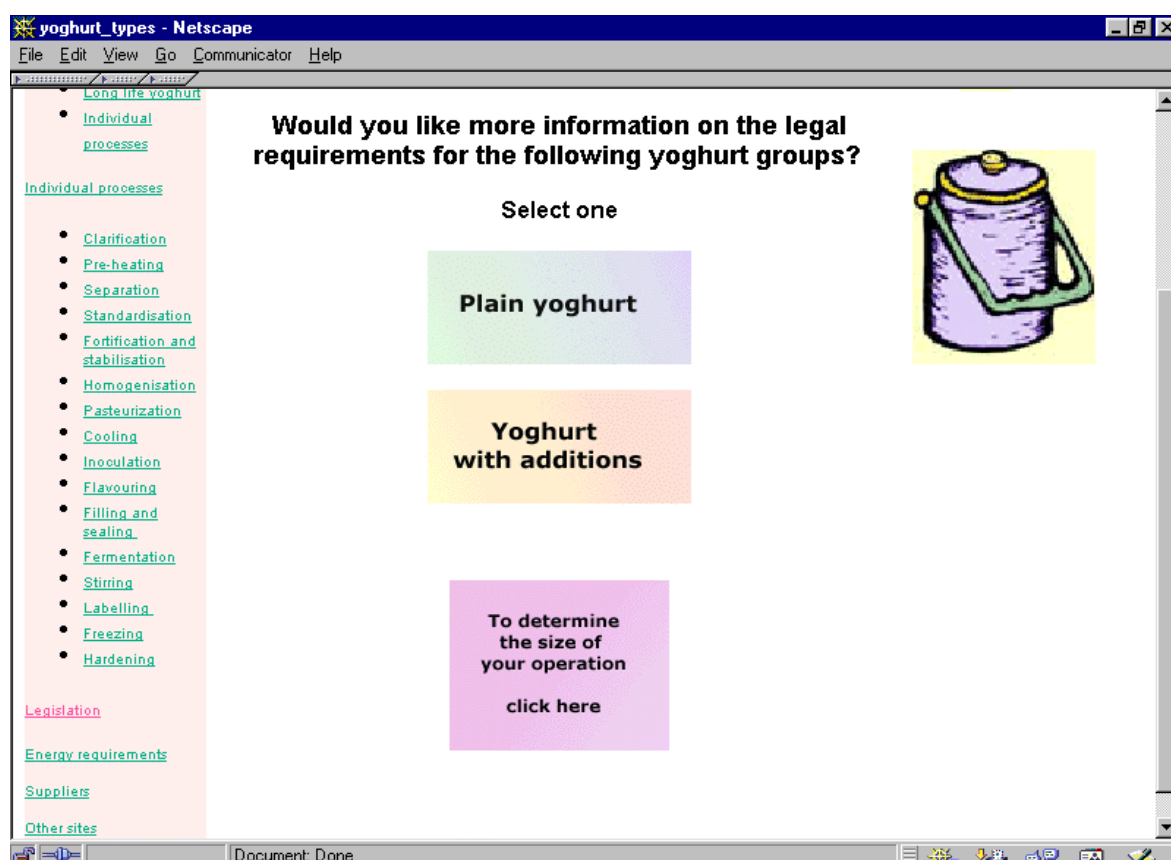 yoghurt_types - Netscape
File Edit View Go Communicator Help
Long life yoghurt
Individual
processes
Individual processes
Clarification
Pre-heating
Separation
Standardisation
Fortification and
stabilisation
Homogenisation
Pasteurization
Cooling
Inoculation
Flavouring
Filling and
sealing
Fermentation
Stirring
Labelling
Freezing
Hardening
Legislation
Energy requirements
Suppliers
Other sites
Would you like more information on the legal
requirements for the following yoghurt groups?
Select one
Plain yoghurt
Yoghurt
with additions
To determine
the size of
your operation
click here
Document: Done